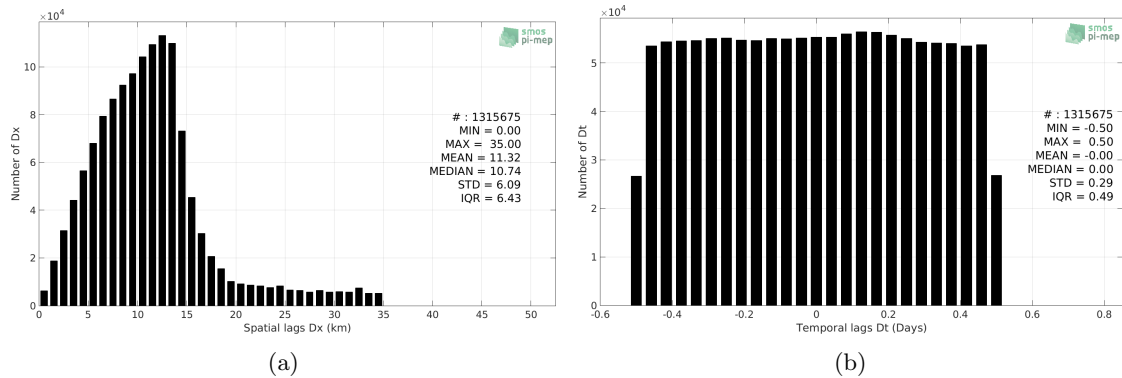 ×10⁴
smos
pi-mep
10
8
6
4
2
0
Number of Dx
# : 1315675
MIN = 0.00
MAX = 35.00
MEAN = 11.32
MEDIAN = 10.74
STD = 6.09
IQR = 6.43
0 5 10 15 20 25 30 35 40 45 50
Spatial lags Dx (km)
(a)
×10⁴
smos
pi-mep
5
4
3
2
1
0
Number of Dt
# : 1315675
MIN = -0.50
MAX = 0.50
MEAN = -0.00
MEDIAN = 0.00
STD = 0.29
IQR = 0.49
-0.6 -0.4 -0.2 0 0.2 0.4 0.6 0.8
Temporal lags Dt (Days)
(b)